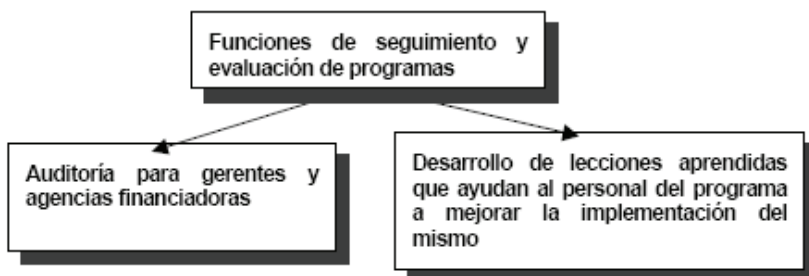 Funciones de seguimiento y
evaluación de programas
Auditoría para gerentes y
agencias financiadoras
Desarrollo de lecciones aprendidas
que ayudan al personal del programa
a mejorar la implementación del
mismo